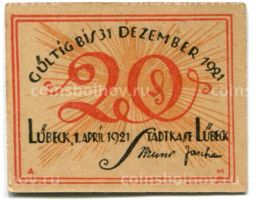 GÜLTIG BIS 31 DEZEMBER 1921
20
LÜBECK, 1. APRIL 1921 STADTKASSE LÜBECK
A M